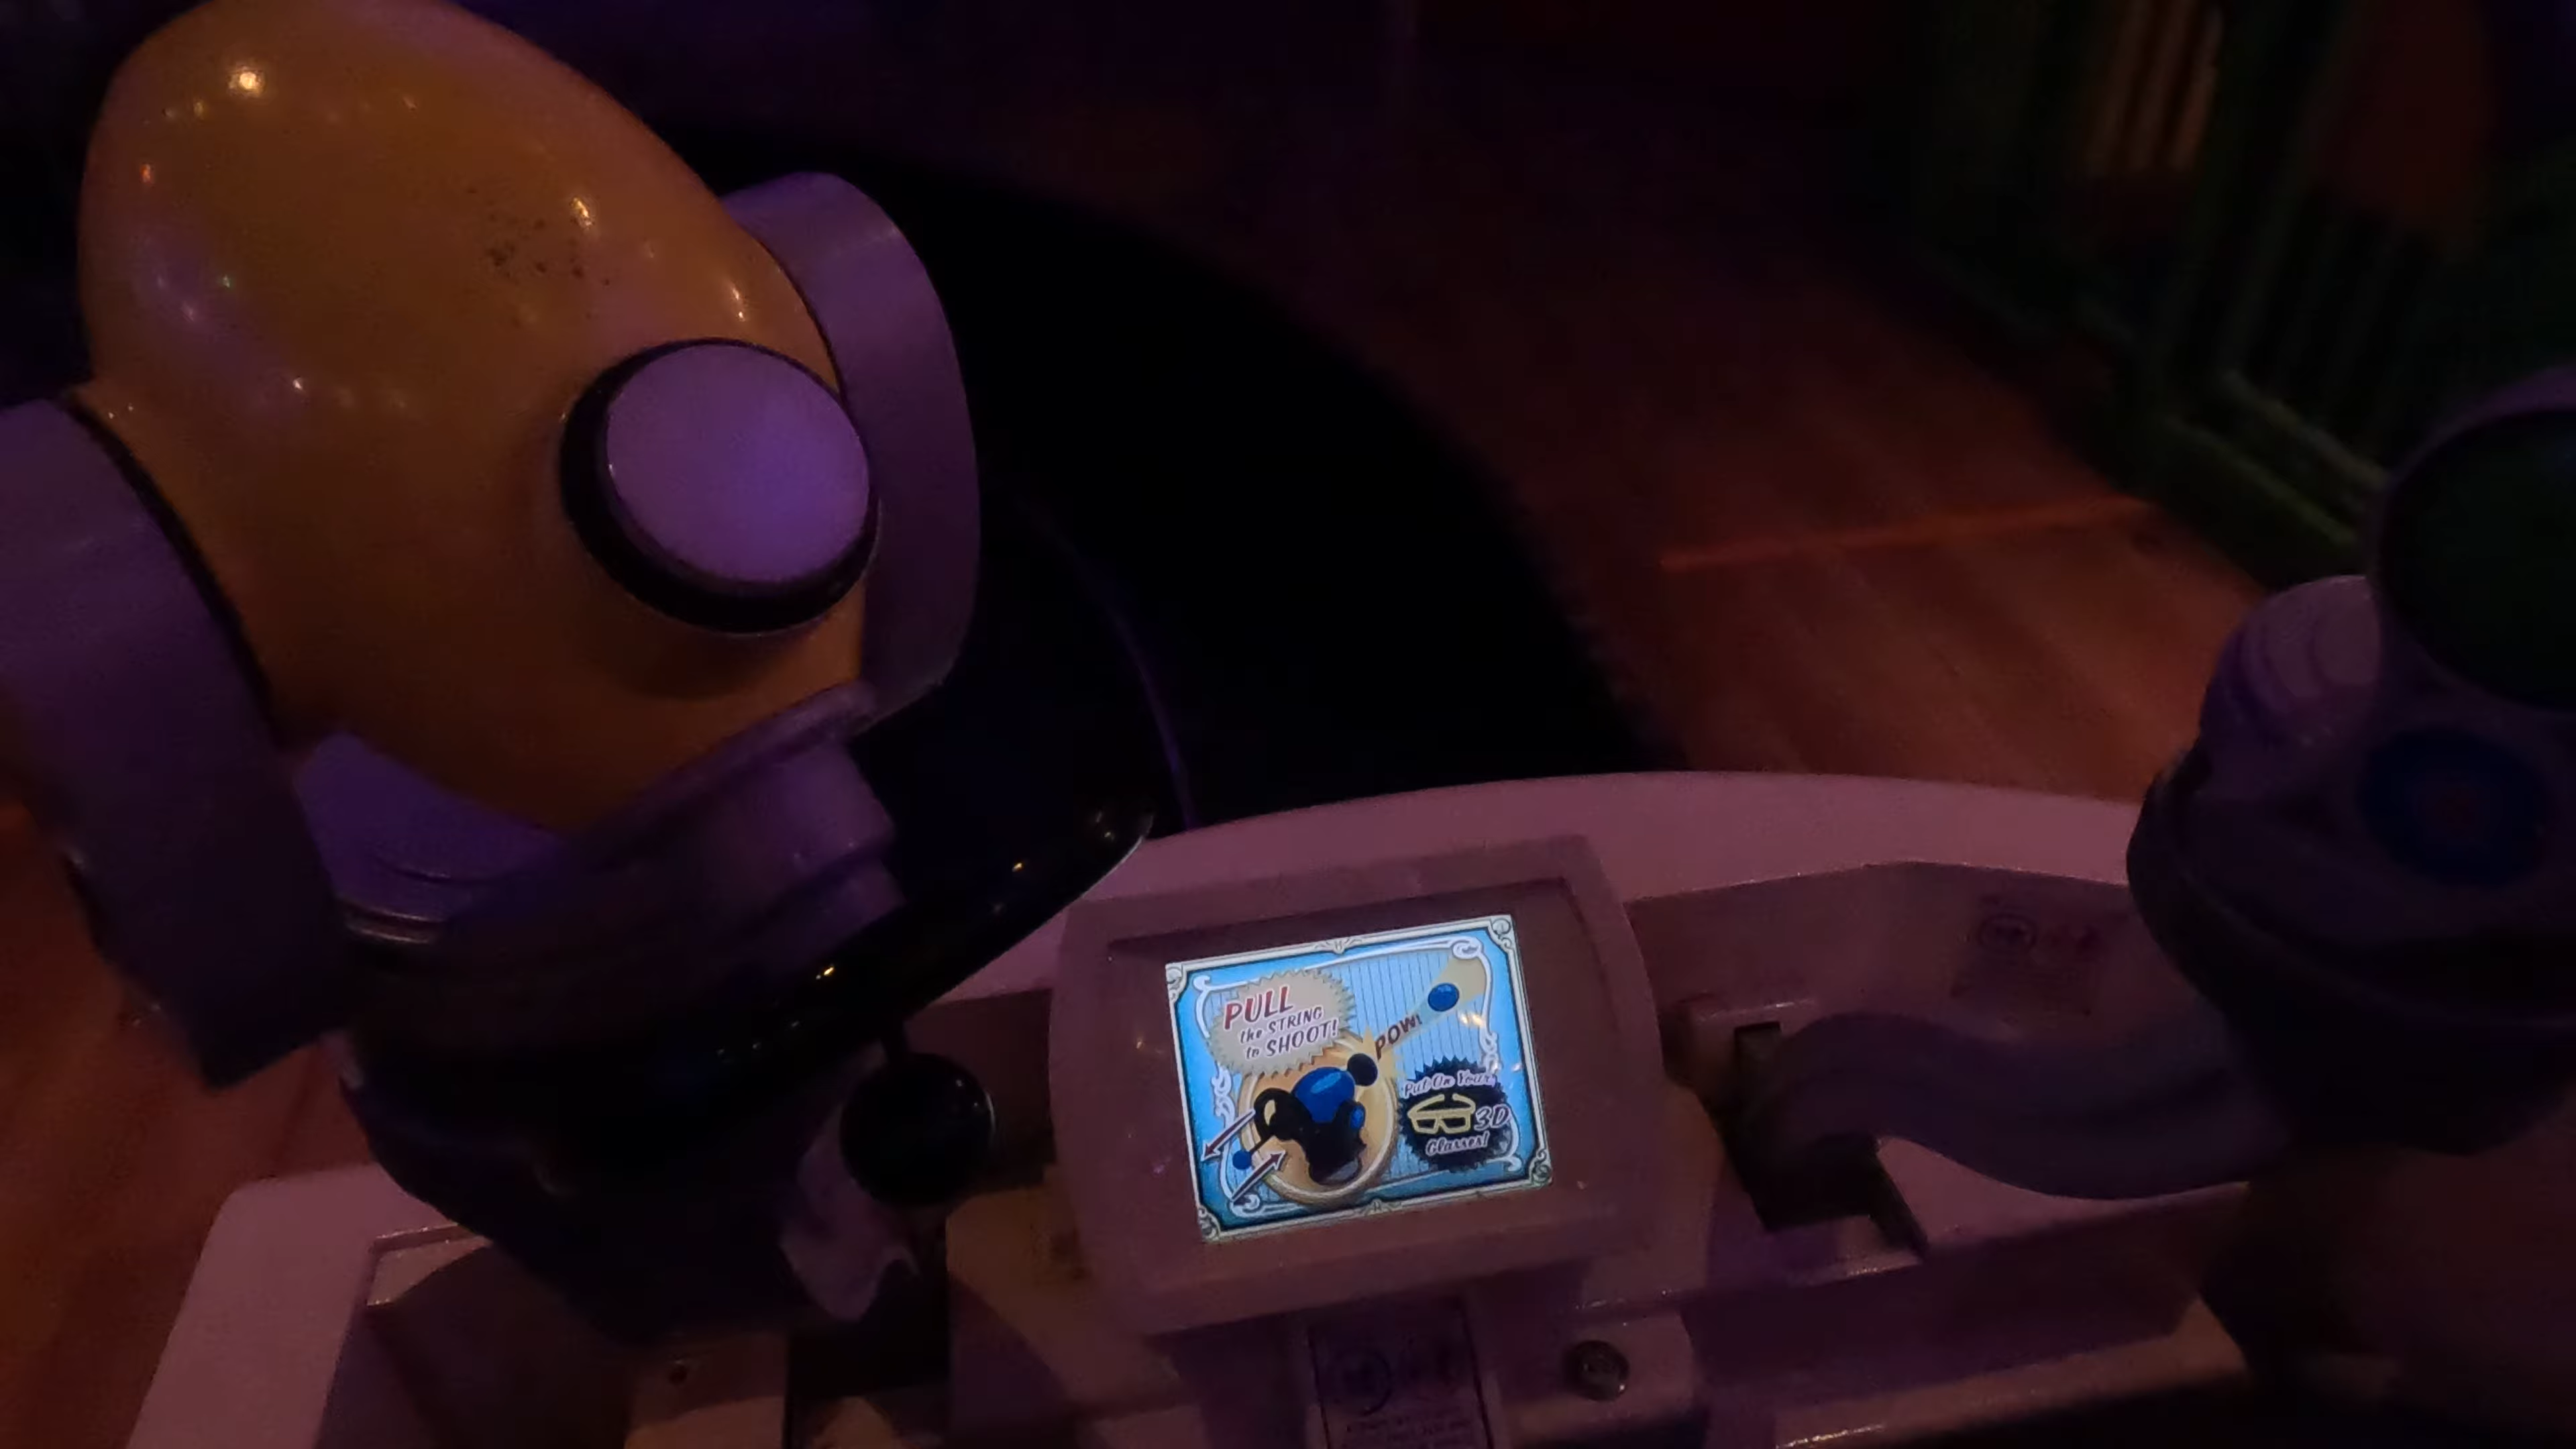 PULL
the STRING
to SHOOT!
POW!
Put On Your
3D
Glasses!